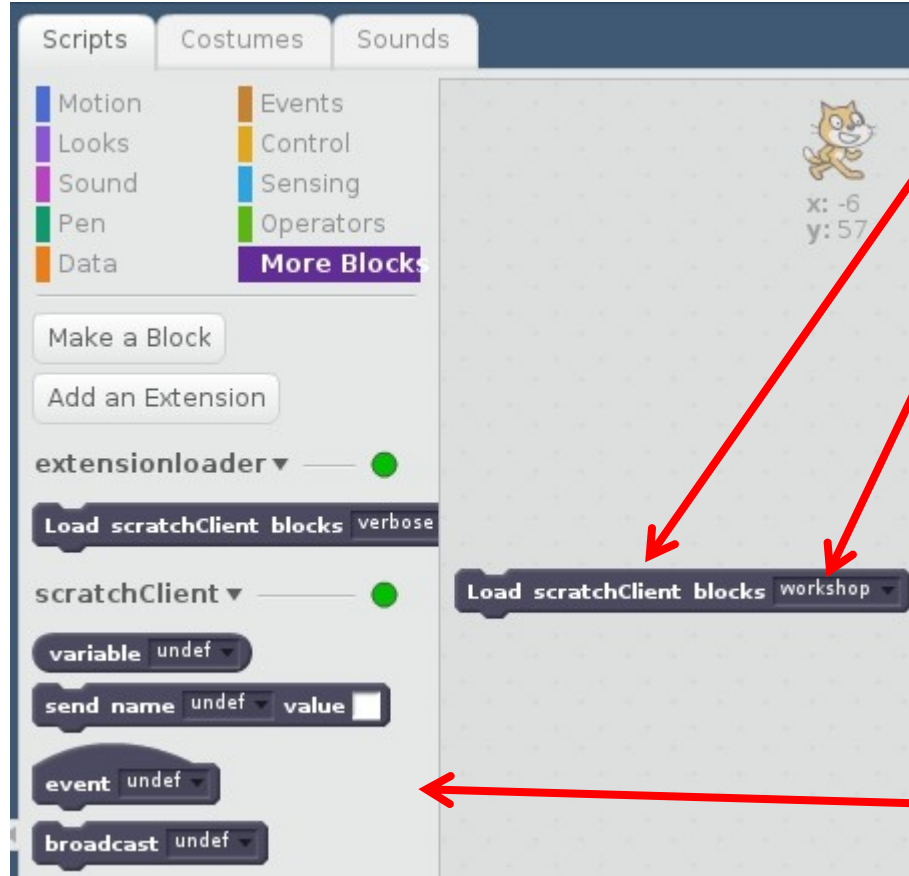 Scripts Costumes Sounds
Motion Events
Looks Control
Sound Sensing
Pen Operators
Data More Blocks
x: -6
y: 57
Make a Block
Add an Extension
extensionloader
Load scratchClient blocks verbose
scratchClient
Load scratchClient blocks workshop
variable undef
send name undef value
event undef
broadcast undef